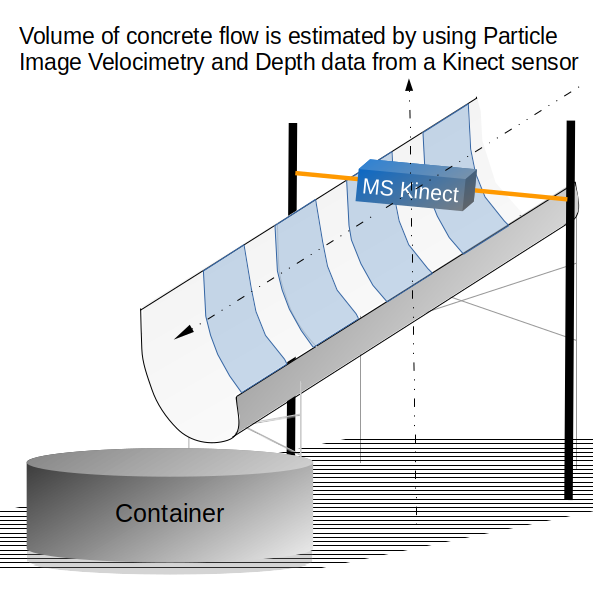 Volume of concrete flow is estimated by using Particle
Image Velocimetry and Depth data from a Kinect sensor
MS Kinect
Container